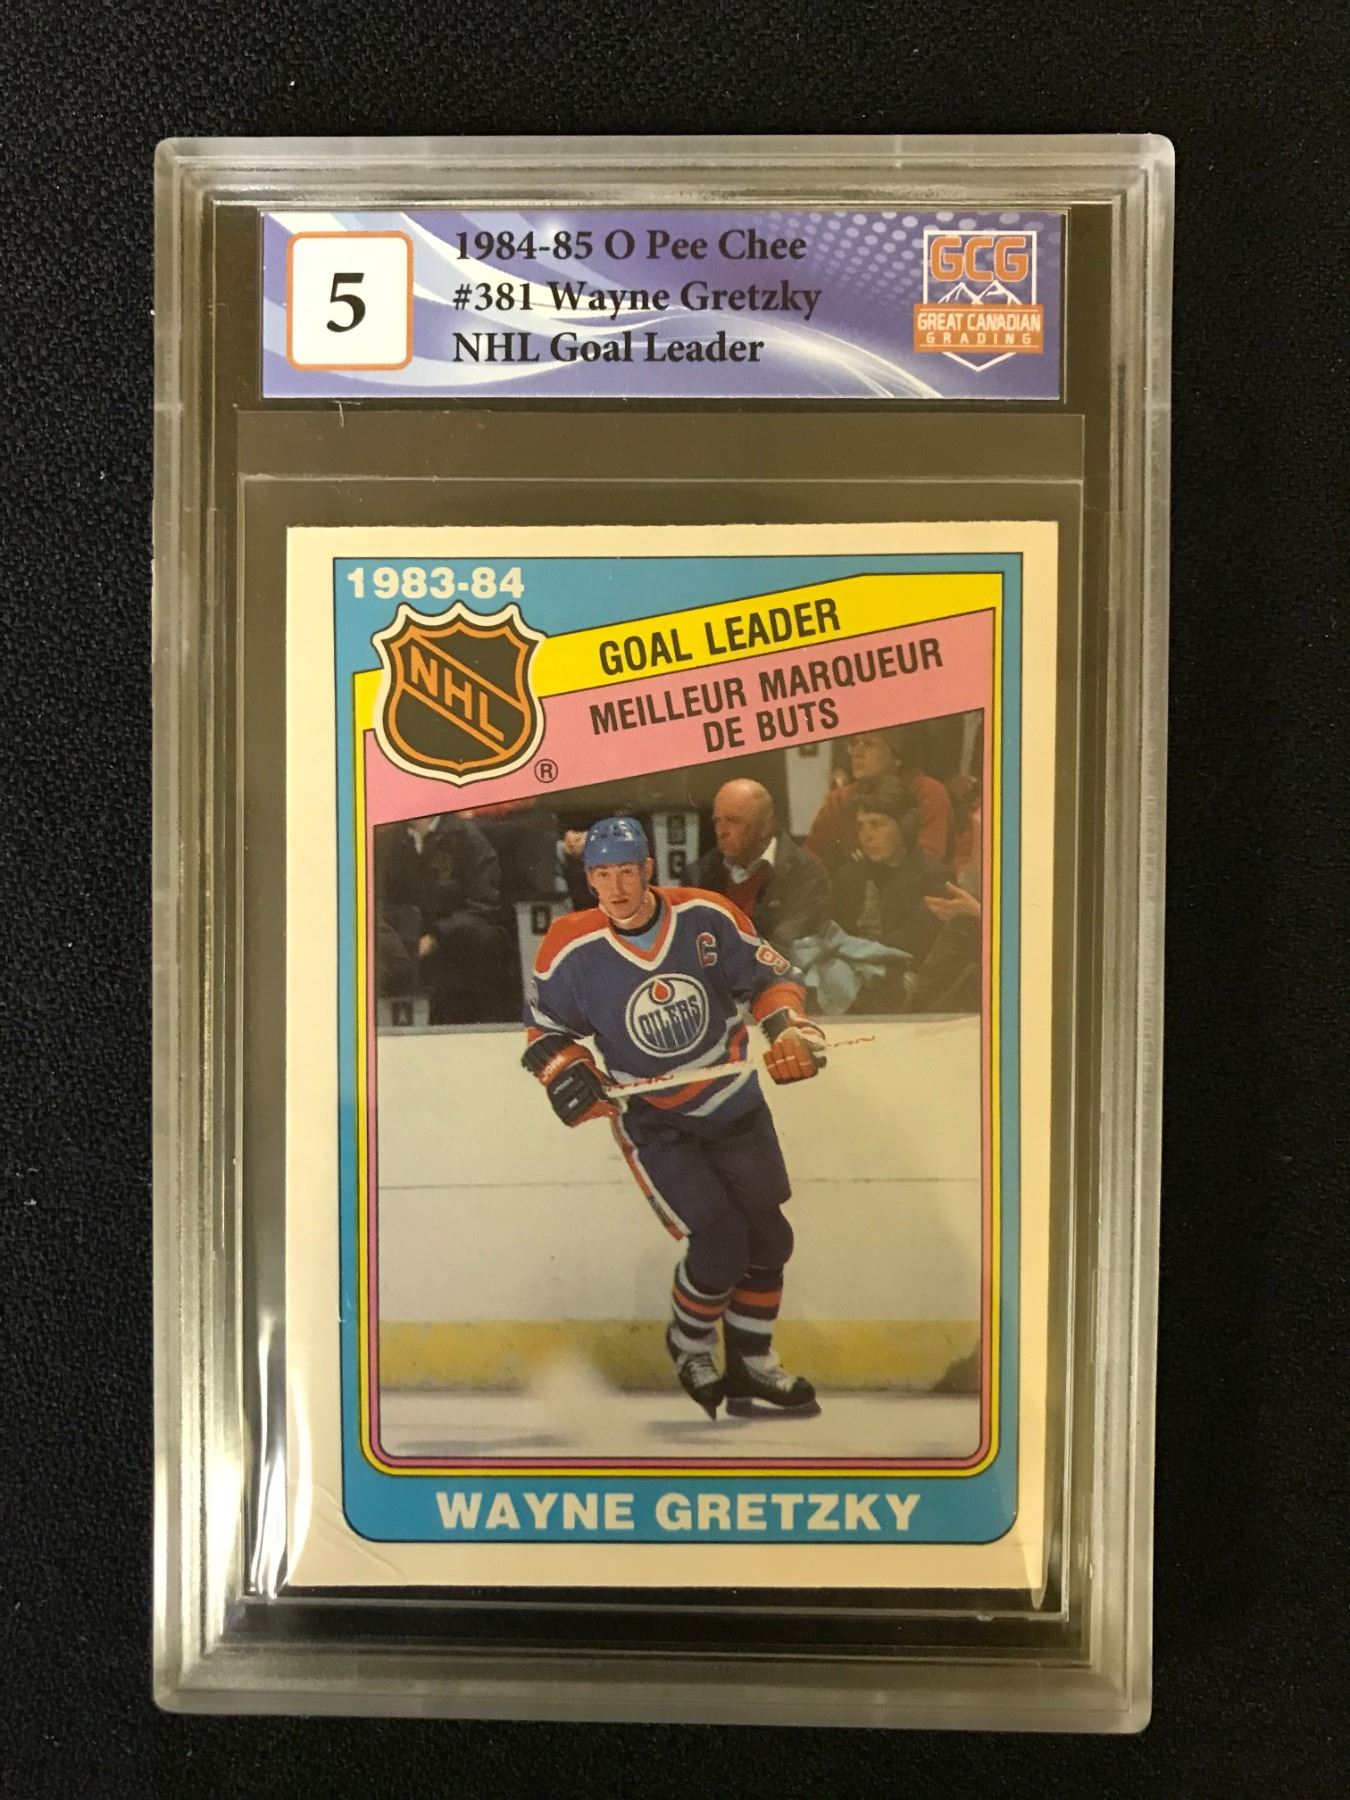 5
1984-85 O Pee Chee
#381 Wayne Gretzky
NHL Goal Leader
GCG
GREAT CANADIAN
GRADING
1983-84
NHL
®
GOAL LEADER
MEILLEUR MARQUEUR
DE BUTS
D
A
C
OILERS
WAYNE GRETZKY